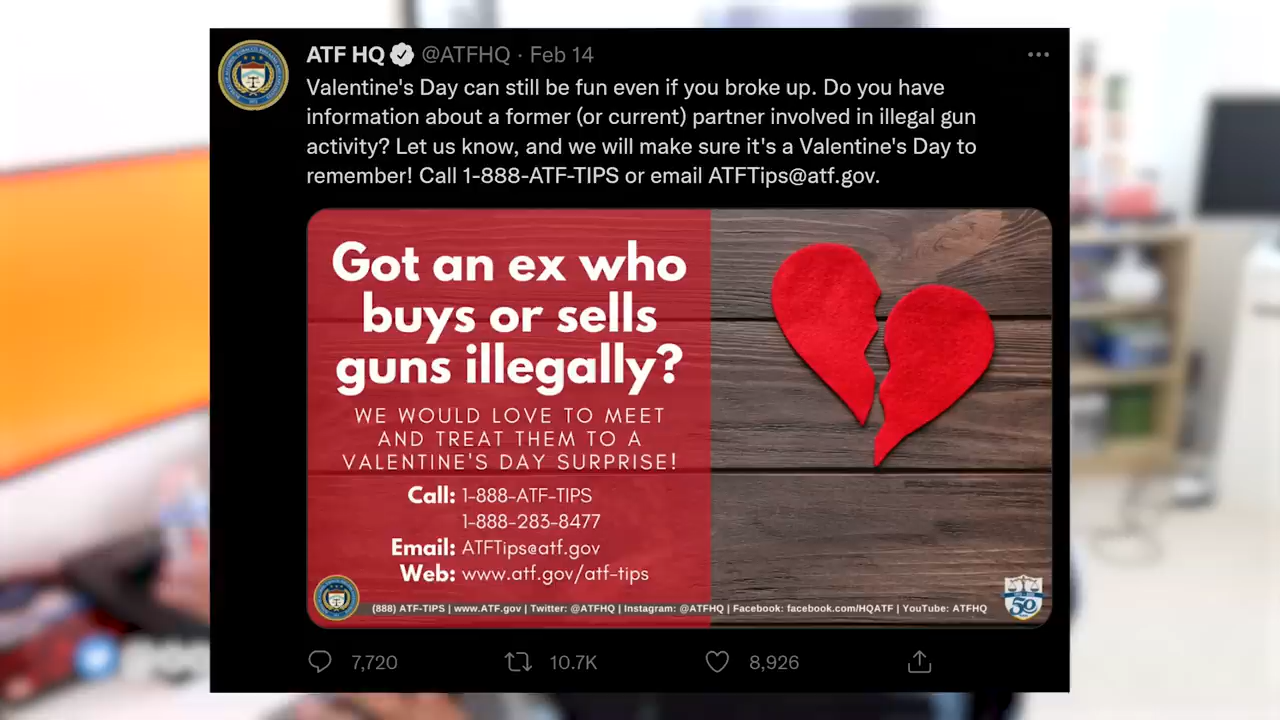 ATF HQ @ATFHQ · Feb 14
Valentine's Day can still be fun even if you broke up. Do you have
information about a former (or current) partner involved in illegal gun
activity? Let us know, and we will make sure it's a Valentine's Day to
remember! Call 1-888-ATF-TIPS or email ATFTips@atf.gov.
Got an ex who
buys or sells
guns illegally?
WE WOULD LOVE TO MEET
AND TREAT THEM TO A
VALENTINE'S DAY SURPRISE!
Call: 1-888-ATF-TIPS
1-888-283-8477
Email: ATFTips@atf.gov
Web: www.atf.gov/atf-tips
50
(888) ATF-TIPS | www.ATF.gov | Twitter: @ATFHQ | Instagram: @ATFHQ | Facebook: facebook.com/HQATF | YouTube: ATFHQ
7,720 10.7K 8,926